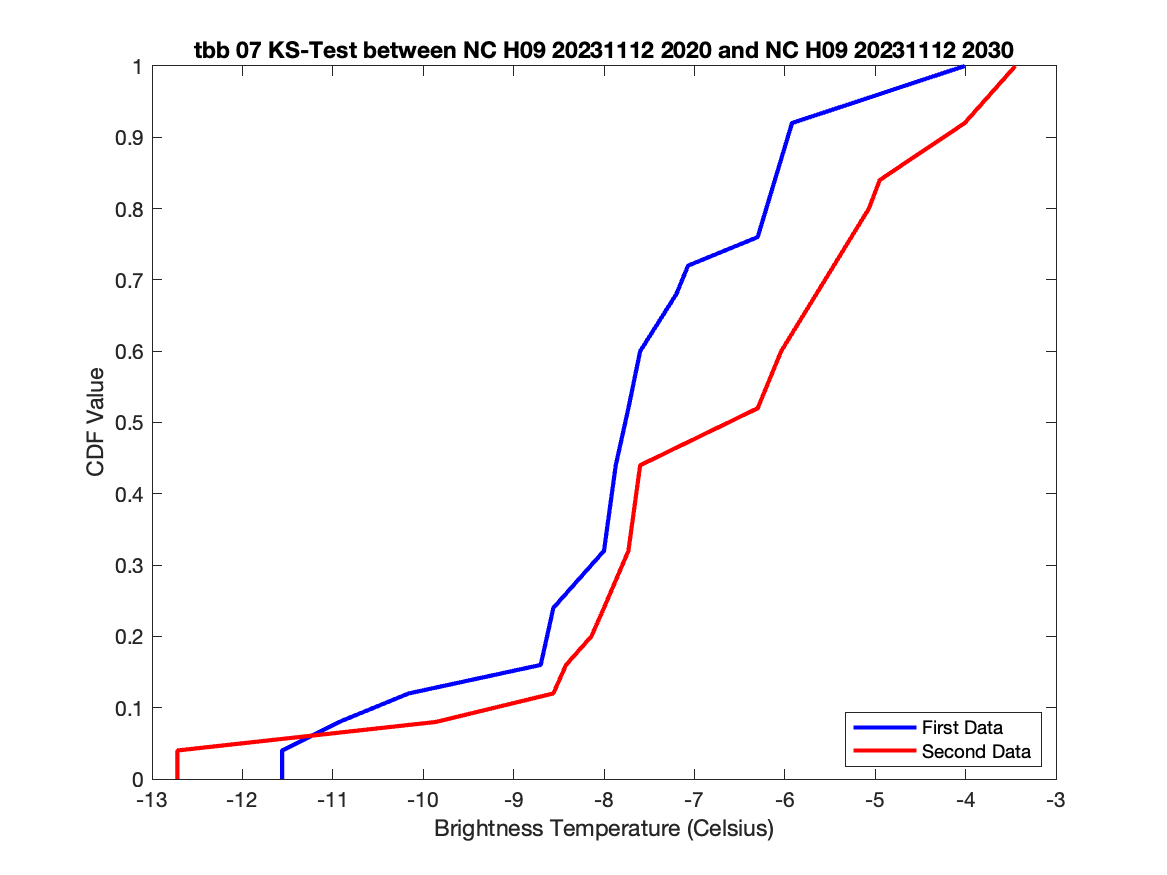 tbb 07 KS-Test between NC H09 20231112 2020 and NC H09 20231112 2030
1
0.9
0.8
0.7
0.6
0.5
0.4
0.3
0.2
0.1
0
CDF Value
-13 -12 -11 -10 -9 -8 -7 -6 -5 -4 -3
Brightness Temperature (Celsius)
First Data
Second Data